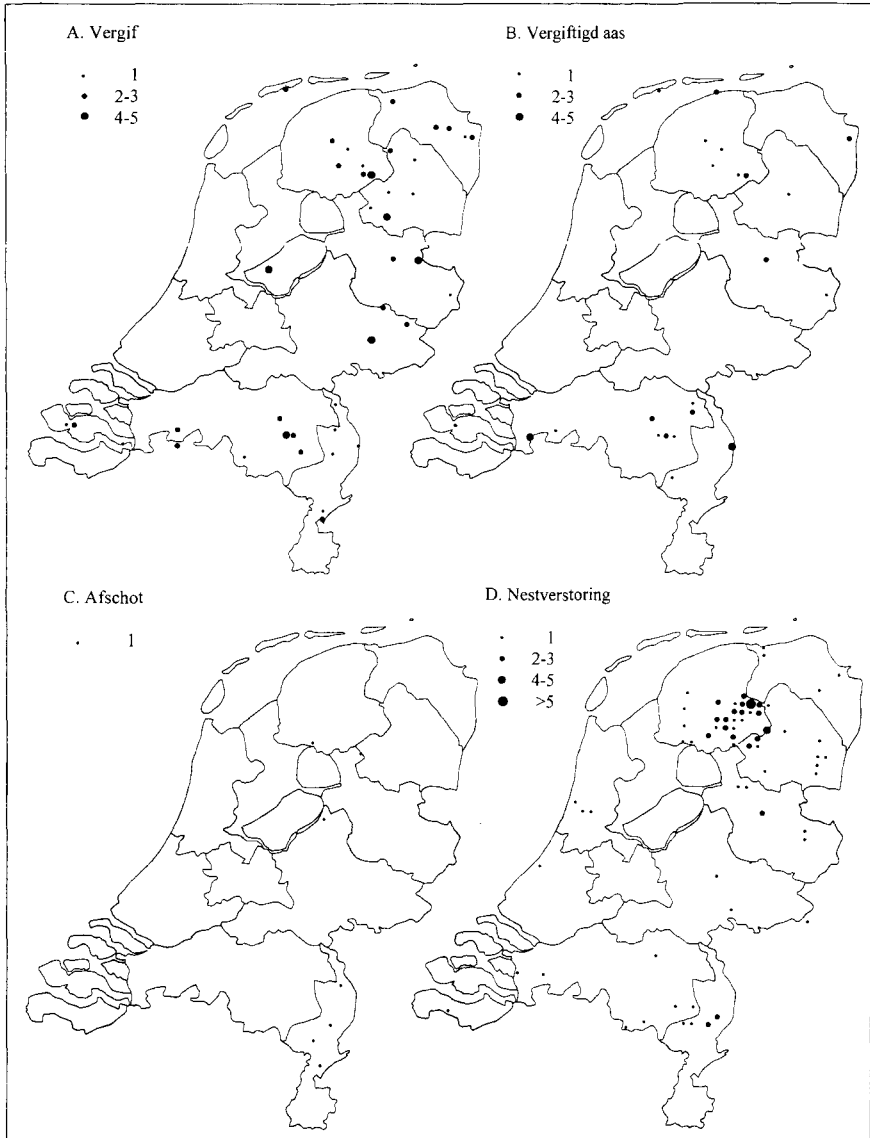 A. Vergif
1
2-3
4-5
B. Vergiftigd aas
1
2-3
4-5
C. Afschot
1
D. Nestverstoring
1
2-3
4-5
>5